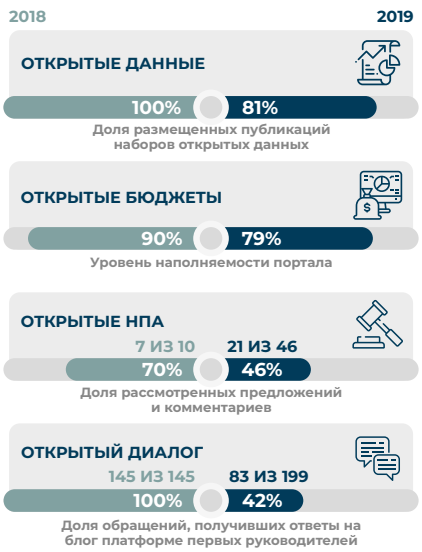 2018 2019
ОТКРЫТЫЕ ДАННЫЕ
100% 81%
Доля размещенных публикаций
наборов открытых данных
ОТКРЫТЫЕ БЮДЖЕТЫ
$
90% 79%
Уровень наполняемости портала
ОТКРЫТЫЕ НПА
7 ИЗ 10 21 ИЗ 46
70% 46%
Доля рассмотренных предложений
и комментариев
ОТКРЫТЫЙ ДИАЛОГ
145 ИЗ 145 83 ИЗ 199
100% 42%
Доля обращений, получивших ответы на
блог платформе первых руководителей